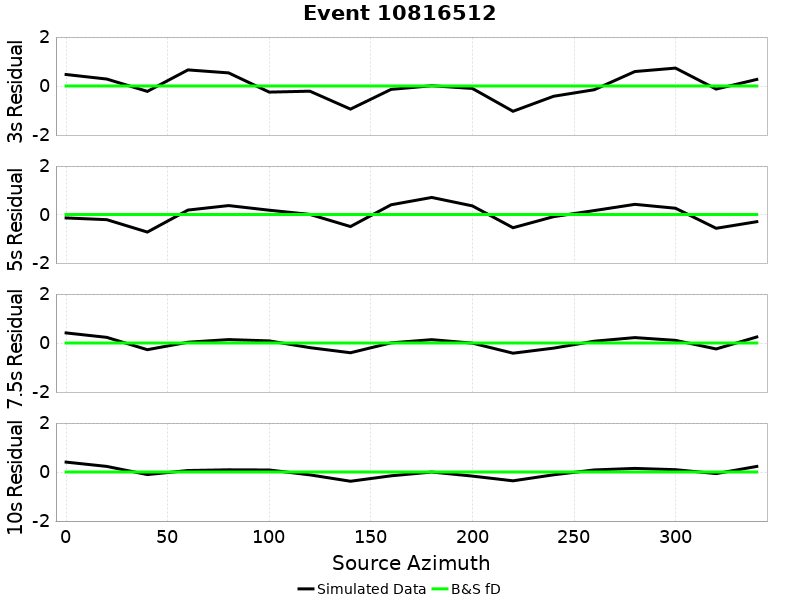 Event 10816512
3s Residual
2
0
-2
5s Residual
2
0
-2
7.5s Residual
2
0
-2
10s Residual
2
0
-2
0 50 100 150 200 250 300
Source Azimuth
Simulated Data B&S fD